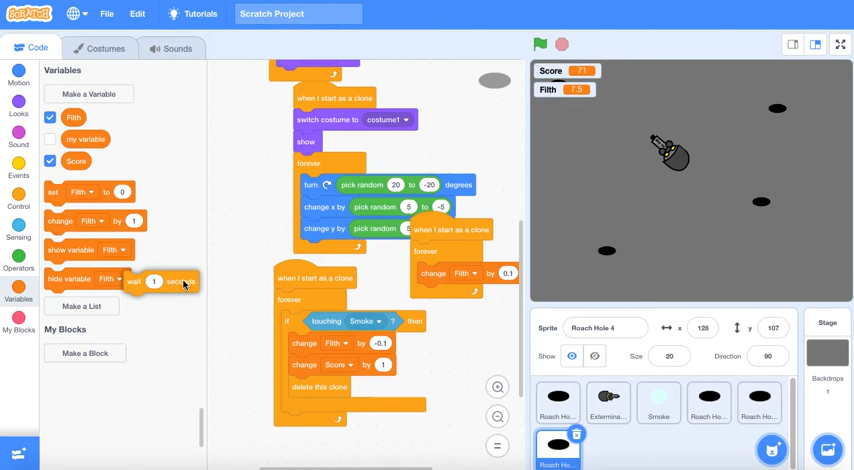 SCRATCH File Edit Tutorials Scratch Project
Code Costumes Sounds
Motion
Looks
Sound
Events
Control
Sensing
Operators
Variables
My Blocks
Variables
Make a Variable
Filth
my variable
Score
set Filth to 0
change Filth by 1
show variable Filth
hide variable Filth
wait 1 seconds
Make a List
My Blocks
Make a Block
when I start as a clone
switch costume to costume1
show
forever
turn pick random 20 to -20 degrees
change x by pick random 5 to -5
change y by pick random 5
when I start as a clone
forever
change Filth by 0.1
when I start as a clone
forever
if touching Smoke ? then
change Filth by -0.1
change Score by 1
delete this clone
Score 71
Filth 7.5
Sprite Roach Hole 4 x 128 y 107
Show Size 20 Direction 90
Roach Ho...
Extermina...
Smoke
Roach Ho...
Roach Ho...
Roach Ho...
Stage
Backdrops
1